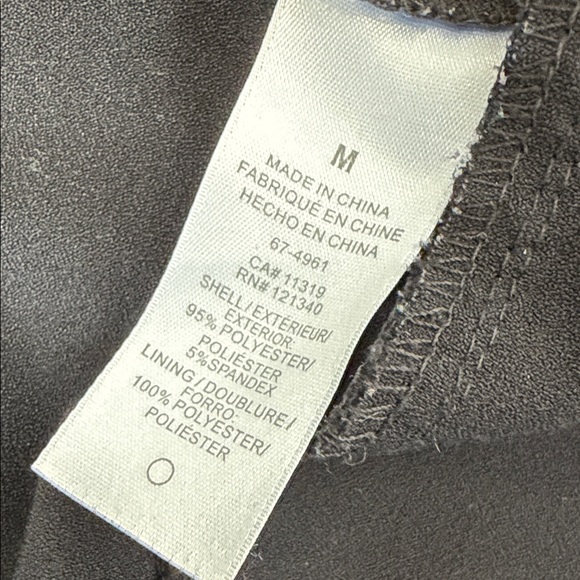 M
MADE IN CHINA
FABRIQUÉ EN CHINE
HECHO EN CHINA
67-4961
CA# 11319
RN# 121340
SHELL/EXTÉRIEUR/
EXTERIOR
95% POLYESTER/
POLIÉSTER
5%SPANDEX
LINING/DOUBLURE/
FORRO
100% POLYESTER/
POLIÉSTER